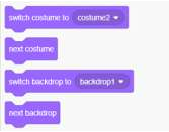 switch costume to costume2
next costume
switch backdrop to backdrop1
next backdrop